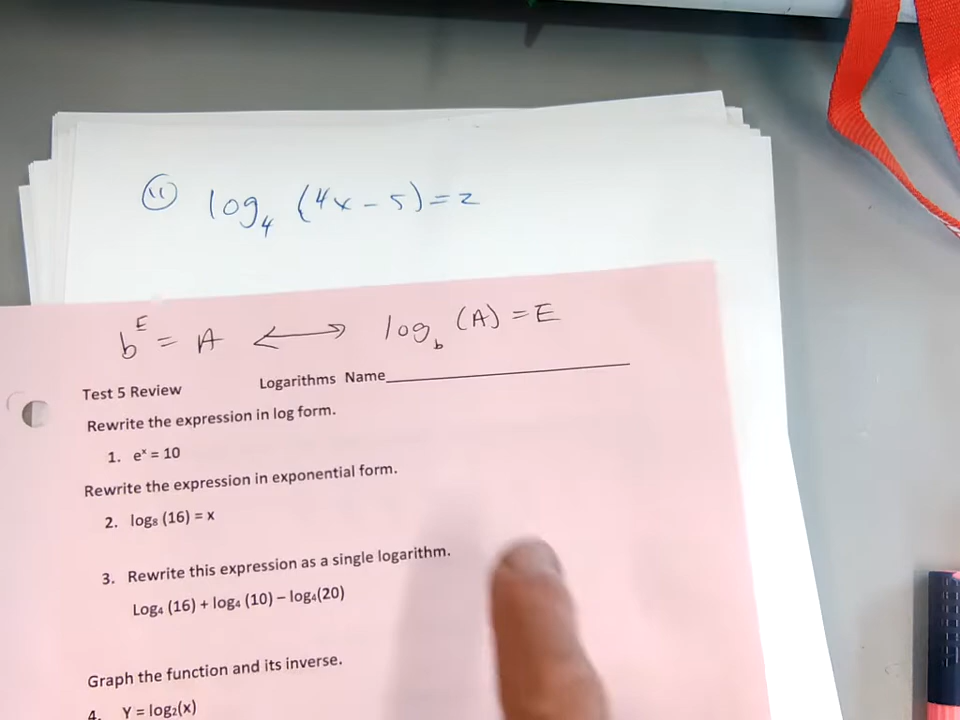 (11) log₄ (4x - 5) = 2
b^E = A ⟷ log_b (A) = E
Test 5 Review Logarithms Name____________________
Rewrite the expression in log form.
1. eˣ = 10
Rewrite the expression in exponential form.
2. log₈ (16) = x
3. Rewrite this expression as a single logarithm.
Log₄ (16) + log₄ (10) – log₄(20)
Graph the function and its inverse.
4. Y = log₂(x)